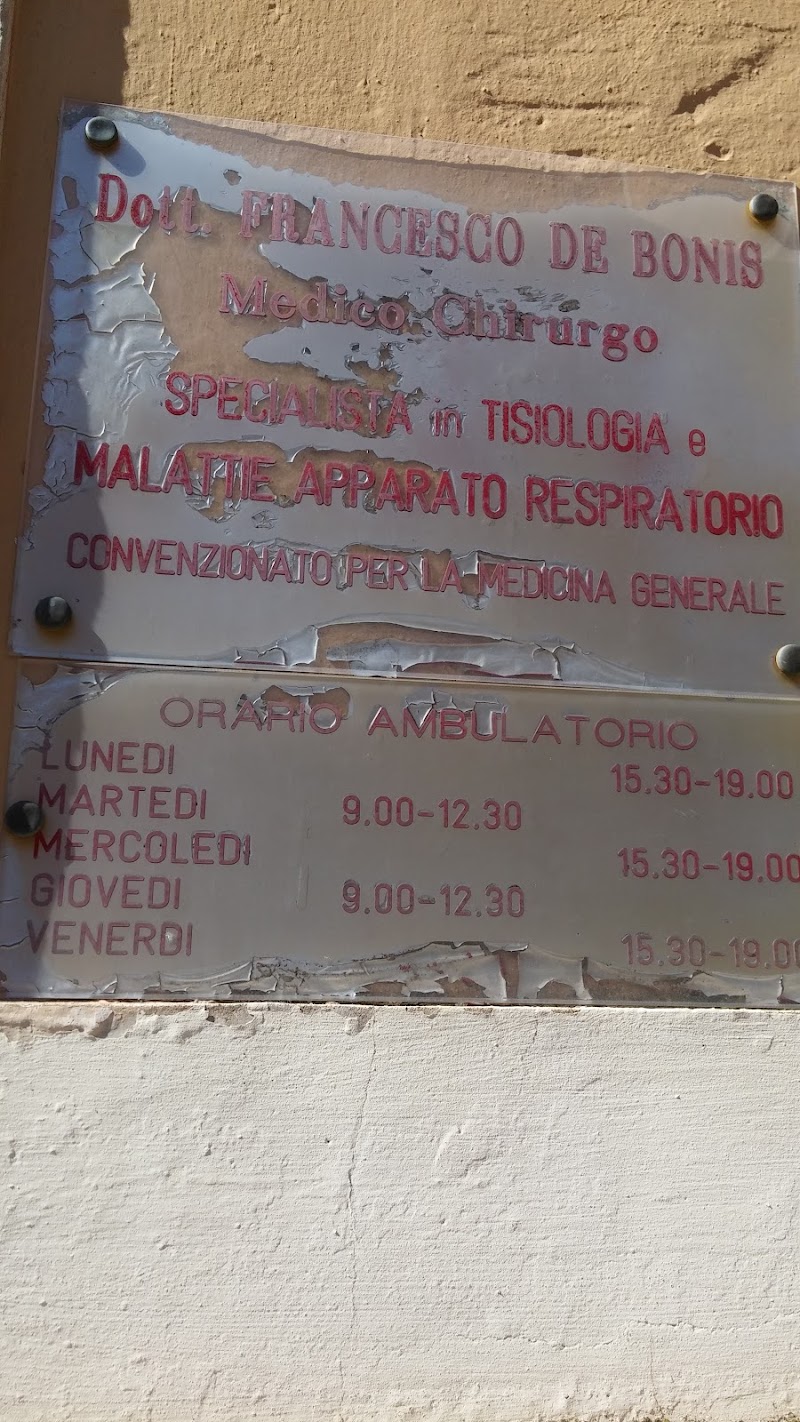 Dott. FRANCESCO DE BONIS
Medico Chirurgo
SPECIALISTA in TISIOLOGIA e
MALATTIE APPARATO RESPIRATORIO
CONVENZIONATO PER LA MEDICINA GENERALE
ORARIO AMBULATORIO
LUNEDI 15.30-19.00
MARTEDI 9.00-12.30
MERCOLEDI 15.30-19.00
GIOVEDI 9.00-12.30
VENERDI 15.30-19.00